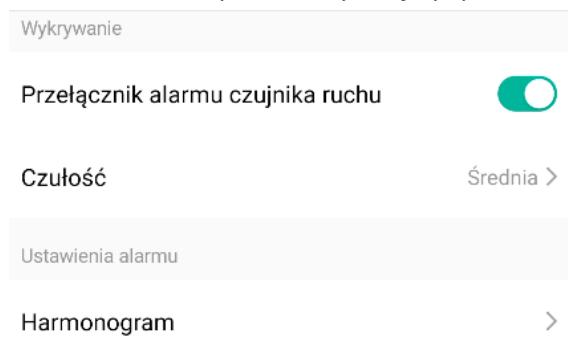 Wykrywanie
Przełącznik alarmu czujnika ruchu
Czułość Średnia >
Ustawienia alarmu
Harmonogram >